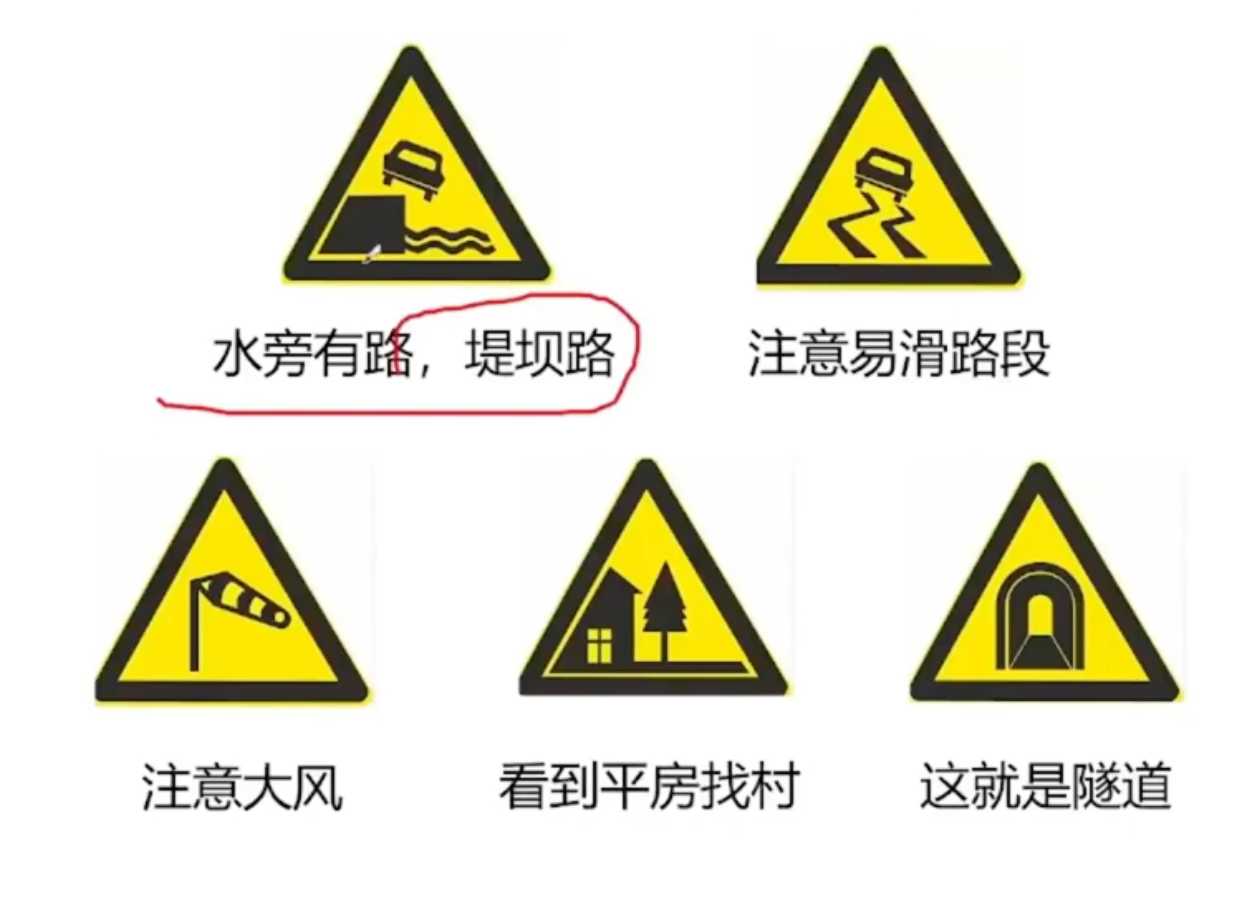 水旁有路，堤坝路
注意易滑路段
注意大风
看到平房找村
这就是隧道